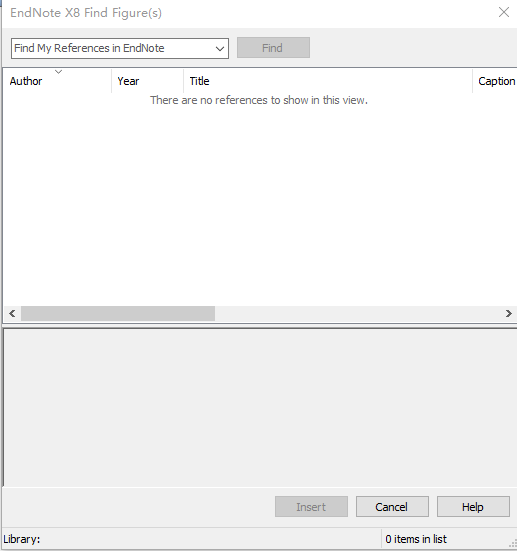 EndNote X8 Find Figure(s)
Find My References in EndNote Find
Author Year Title Caption
There are no references to show in this view.
Insert Cancel Help
Library: 0 items in list